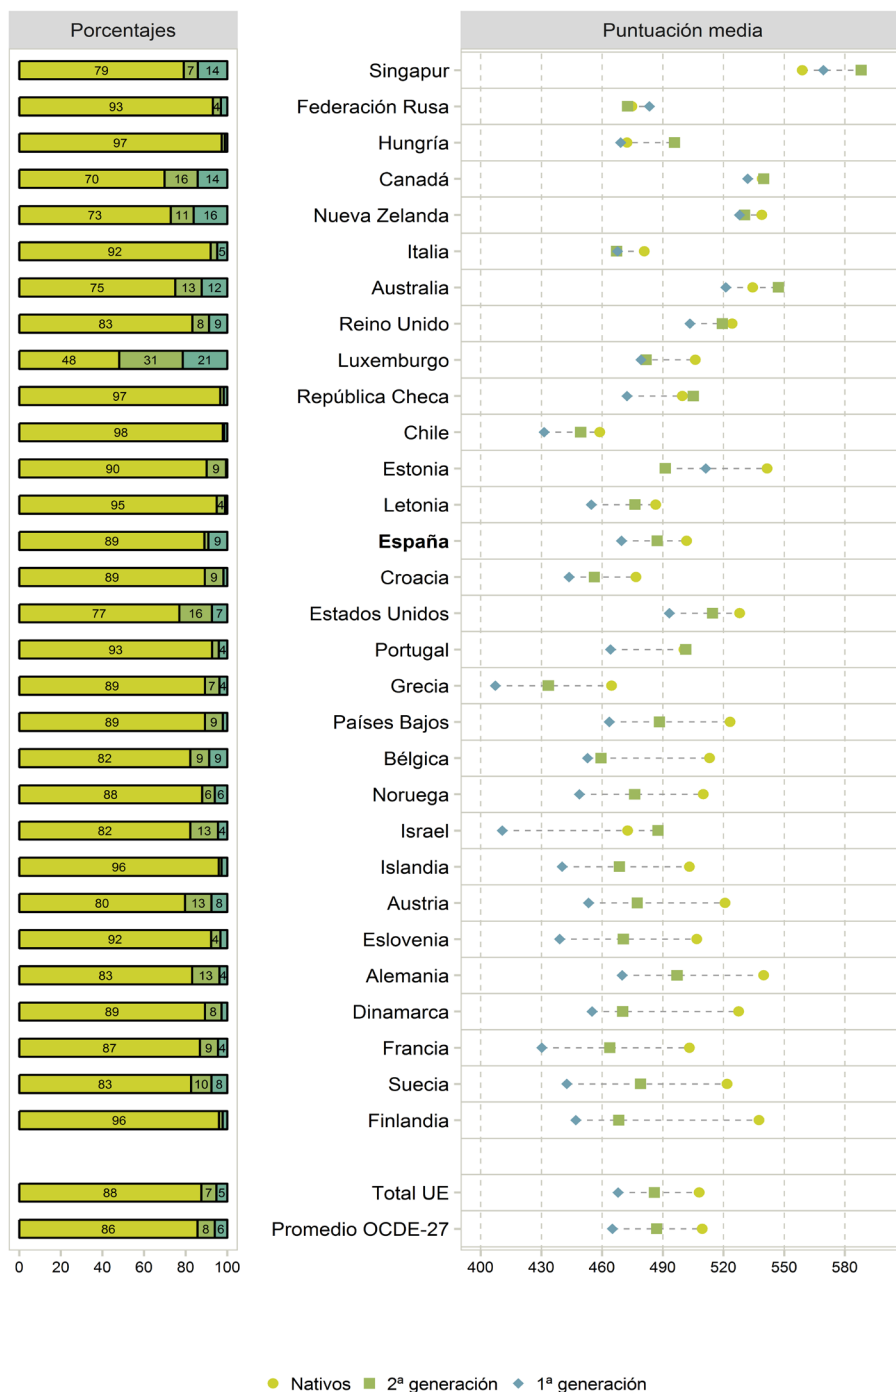 Porcentajes Puntuación media
79 7 14 Singapur
93 4 Federación Rusa
97 Hungría
70 16 14 Canadá
73 11 16 Nueva Zelanda
92 5 Italia
75 13 12 Australia
83 8 9 Reino Unido
48 31 21 Luxemburgo
97 República Checa
98 Chile
90 9 Estonia
95 4 Letonia
89 9 España
89 9 Croacia
77 16 7 Estados Unidos
93 4 Portugal
89 7 4 Grecia
89 9 Países Bajos
82 9 9 Bélgica
88 6 6 Noruega
82 13 4 Israel
96 Islandia
80 13 8 Austria
92 4 Eslovenia
83 13 4 Alemania
89 8 Dinamarca
87 9 4 Francia
83 10 8 Suecia
96 Finlandia
88 7 5 Total UE
86 8 6 Promedio OCDE-27
0 20 40 60 80 100 400 430 460 490 520 550 580
Nativos 2ª generación 1ª generación